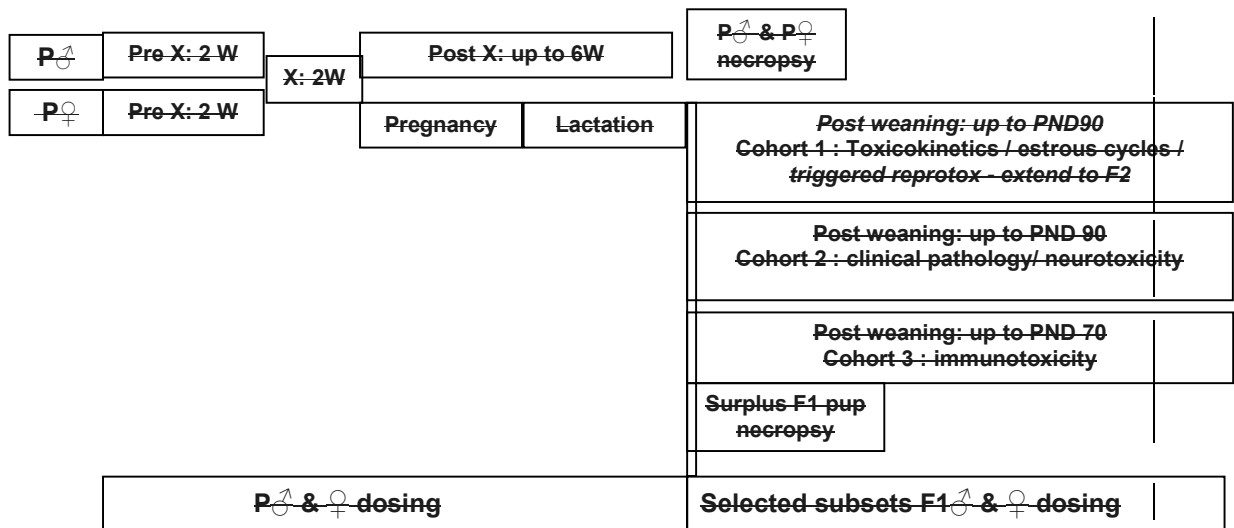 P♂
Pre X: 2 W
X: 2W
Post X: up to 6W
P♂ & P♀
necropsy
P♀
Pre X: 2 W
Pregnancy
Lactation
Post weaning: up to PND90
Cohort 1 : Toxicokinetics / estrous cycles /
triggered reprotox - extend to F2
Post weaning: up to PND 90
Cohort 2 : clinical pathology/ neurotoxicity
Post weaning: up to PND 70
Cohort 3 : immunotoxicity
Surplus F1 pup
necropsy
P♂ & ♀ dosing
Selected subsets F1♂ & ♀ dosing